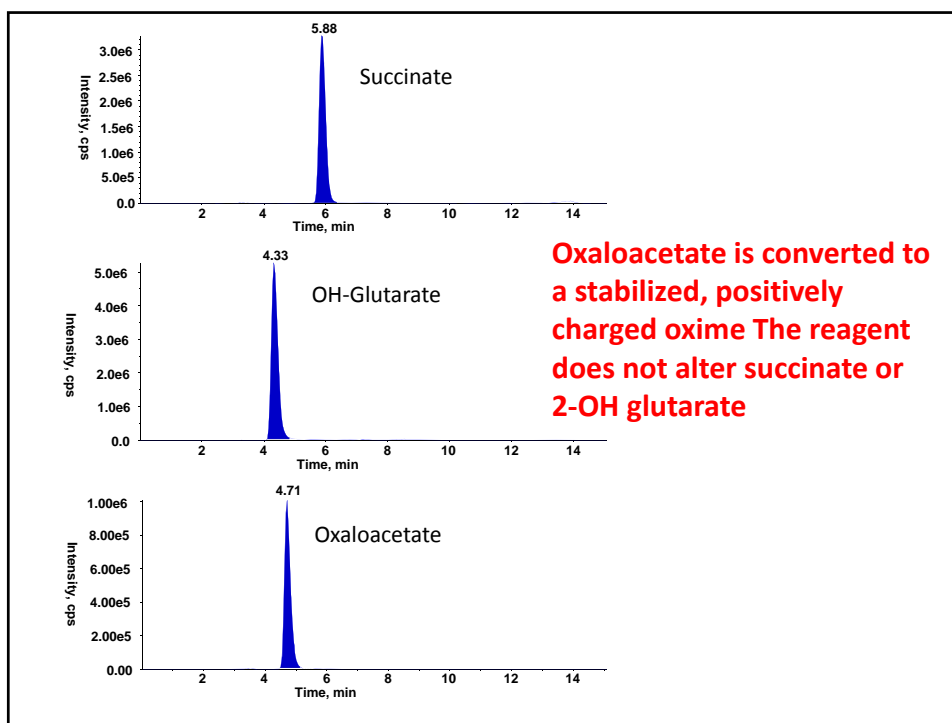 5.88
3.0e6
2.5e6
2.0e6
1.5e6
1.0e6
5.0e5
0.0
Intensity, cps
Succinate
2 4 6 8 10 12 14
Time, min
4.33
5.0e6
4.0e6
3.0e6
2.0e6
1.0e6
0.0
Intensity, cps
OH-Glutarate
2 4 6 8 10 12 14
Time, min
Oxaloacetate is converted to
a stabilized, positively
charged oxime The reagent
does not alter succinate or
2-OH glutarate
4.71
1.00e6
8.00e5
6.00e5
4.00e5
2.00e5
0.00
Intensity, cps
Oxaloacetate
2 4 6 8 10 12 14
Time, min